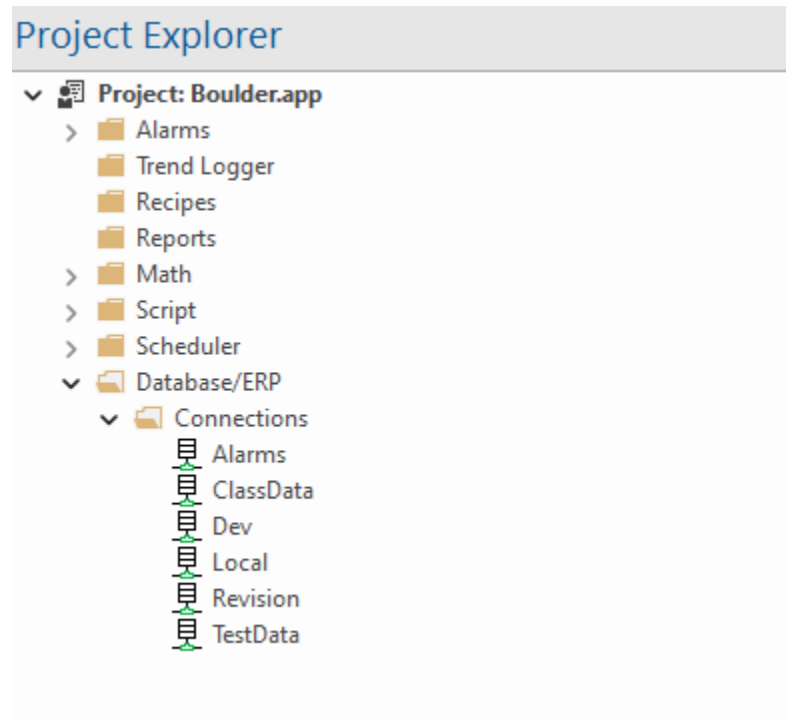 Project Explorer
Project: Boulder.app
Alarms
Trend Logger
Recipes
Reports
Math
Script
Scheduler
Database/ERP
Connections
Alarms
ClassData
Dev
Local
Revision
TestData